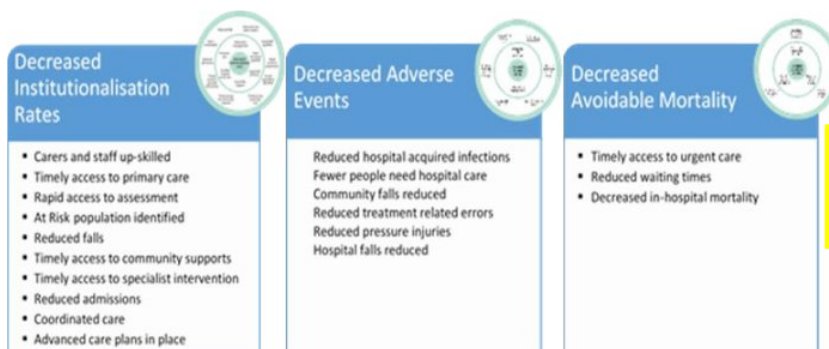 Decreased
Institutionalisation
Rates
Carers and staff up-skilled
Timely access to primary care
Rapid access to assessment
At Risk population identified
Reduced falls
Timely access to community supports
Timely access to specialist intervention
Reduced admissions
Coordinated care
Advanced care plans in place
Decreased Adverse
Events
Reduced hospital acquired infections
Fewer people need hospital care
Community falls reduced
Reduced treatment related errors
Reduced pressure injuries
Hospital falls reduced
Decreased
Avoidable Mortality
Timely access to urgent care
Reduced waiting times
Decreased in-hospital mortality